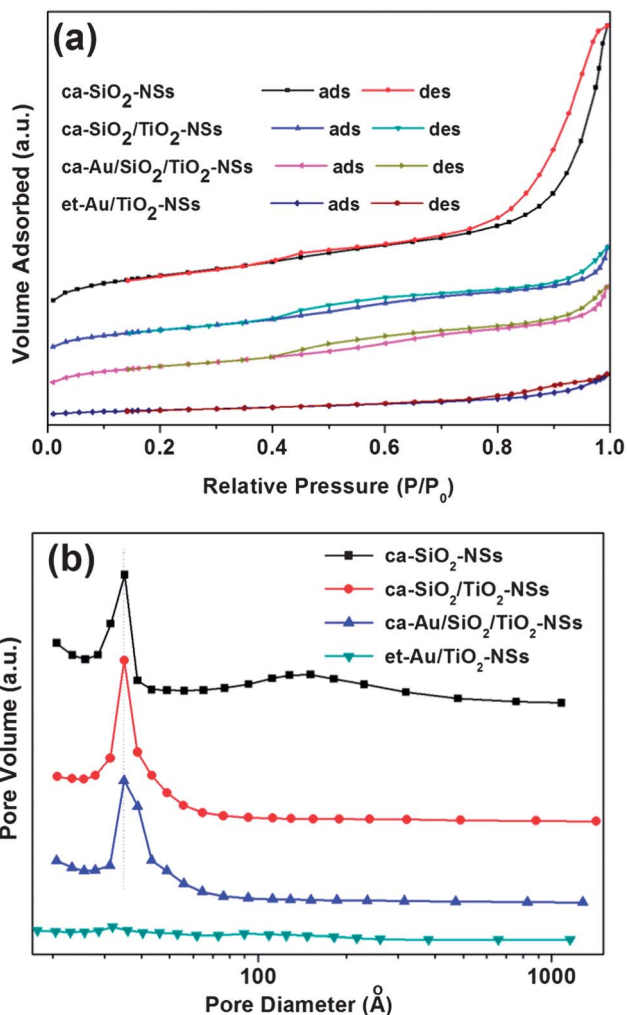 (a)
ca-SiO₂-NSs ads des
ca-SiO₂/TiO₂-NSs ads des
ca-Au/SiO₂/TiO₂-NSs ads des
et-Au/TiO₂-NSs ads des
Volume Adsorbed (a.u.)
0.0 0.2 0.4 0.6 0.8 1.0
Relative Pressure (P/P₀)
(b)
ca-SiO₂-NSs
ca-SiO₂/TiO₂-NSs
ca-Au/SiO₂/TiO₂-NSs
et-Au/TiO₂-NSs
Pore Volume (a.u.)
100 1000
Pore Diameter (Å)